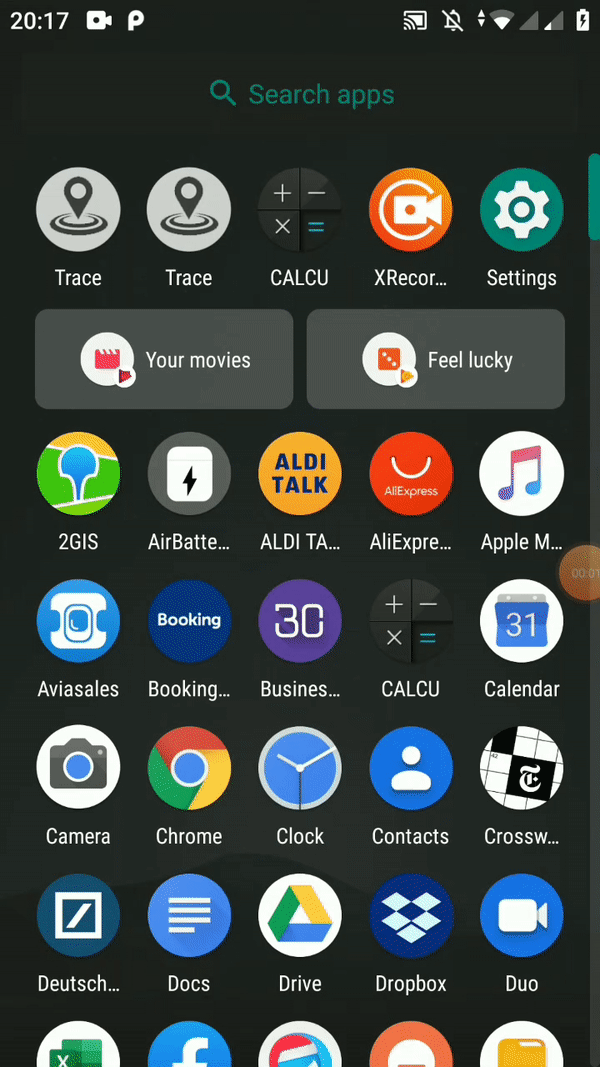 20:17
Search apps
Trace
Trace
CALCU
XRecor...
Settings
Your movies
Feel lucky
ALDI
TALK
AliExpress
2GIS
AirBatte...
ALDI TA...
AliExpre...
Apple M...
00:01
Booking
30
31
Aviasales
Booking...
Busines...
CALCU
Calendar
42
Camera
Chrome
Clock
Contacts
Crossw...
Deutsch...
Docs
Drive
Dropbox
Duo